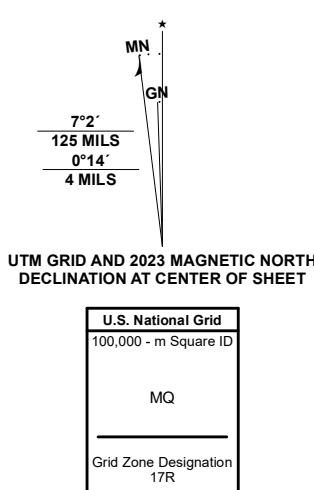 ★
MN
GN
7°2´
125 MILS
0°14´
4 MILS
UTM GRID AND 2023 MAGNETIC NORTH
DECLINATION AT CENTER OF SHEET
U.S. National Grid
100,000 - m Square ID
MQ
Grid Zone Designation
17R